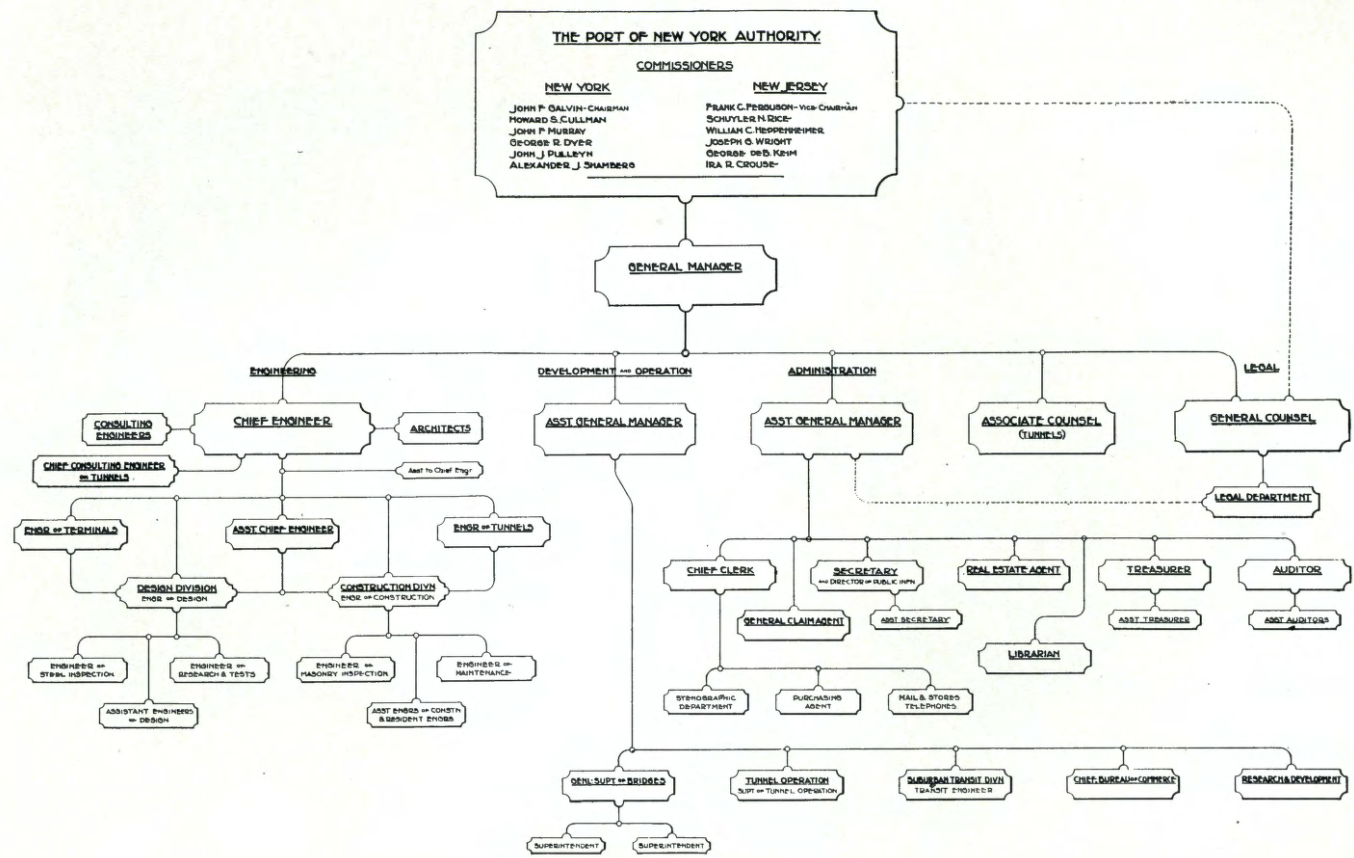 THE PORT OF NEW YORK AUTHORITY.
COMMISSIONERS
NEW YORK
JOHN F GALVIN - CHAIRMAN
HOWARD S. CULLMAN
JOHN F MURRAY
GEORGE R. DYER
JOHN J. PULLEYN
ALEXANDER J. SHAMBERG
NEW JERSEY
FRANK C. FERGUSON - VICE CHAIRMAN
SCHUYLER N. RICE
WILLIAM C. HEPPENHEIMER
JOSEPH G. WRIGHT
GEORGE DEB. KEIM
IRA R. CROUSE
GENERAL MANAGER
ENGINEERING
DEVELOPMENT AND OPERATION
ADMINISTRATION
LEGAL
CONSULTING
ENGINEERS
CHIEF ENGINEER
ARCHITECTS
ASST GENERAL MANAGER
ASST GENERAL MANAGER
ASSOCIATE COUNSEL
(TUNNELS)
GENERAL COUNSEL
CHIEF CONSULTING ENGINEER
ON TUNNELS
Asst to Chief Engr
LEGAL DEPARTMENT
ENGR OF TERMINALS
ASST CHIEF ENGINEER
ENGR OF TUNNELS
DESIGN DIVISION
ENGR OF DESIGN
CONSTRUCTION DIVN
ENGR OF CONSTRUCTION
CHIEF CLERK
SECRETARY
AND DIRECTOR OF PUBLIC INFN
REAL ESTATE AGENT
TREASURER
AUDITOR
GENERAL CLAIM AGENT
ASST SECRETARY
LIBRARIAN
ASST TREASURER
ASST AUDITORS
ENGINEER OF
STEEL INSPECTION
ENGINEER OF
RESEARCH & TESTS
ENGINEER OF
MASONRY INSPECTION
ENGINEER OF
MAINTENANCE
ASSISTANT ENGINEERS
OF DESIGN
ASST ENGRS OF CONSTN
& RESIDENT ENGRS
STENOGRAPHIC
DEPARTMENT
PURCHASING
AGENT
MAIL & STORES
TELEPHONES
GENL. SUPT OF BRIDGES
TUNNEL OPERATION
SUPT OF TUNNEL OPERATION
SUBURBAN TRANSIT DIVN
TRANSIT ENGINEER
CHIEF, BUREAU OF COMMERCE
RESEARCH & DEVELOPMENT
SUPERINTENDENT
SUPERINTENDENT